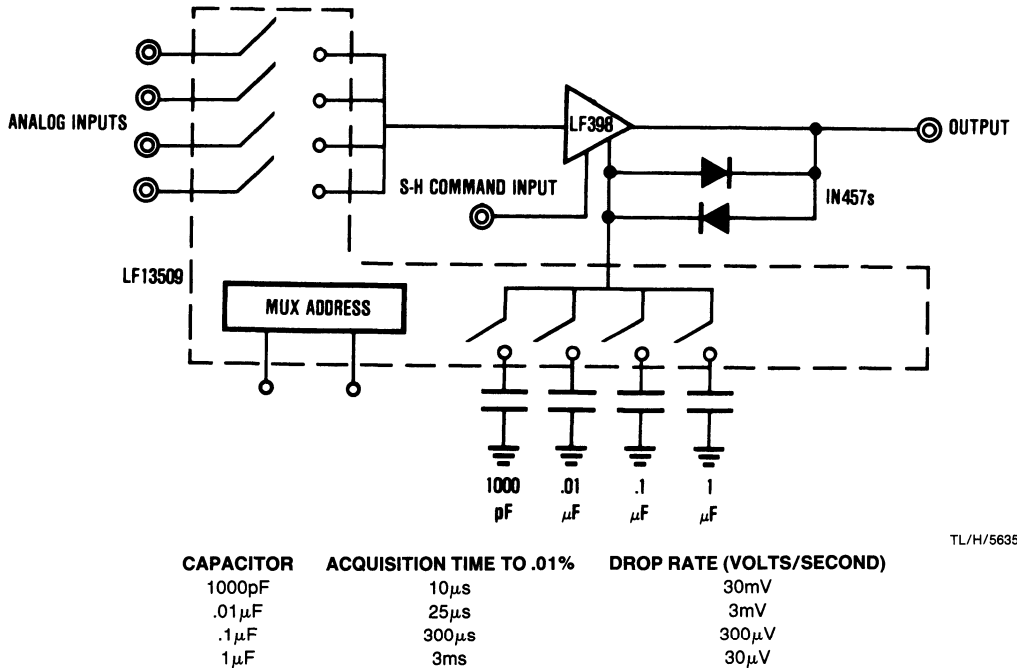 ANALOG INPUTS
LF398
OUTPUT
S-H COMMAND INPUT
IN457s
LF13509
MUX ADDRESS
1000 pF
.01 μF
.1 μF
1 μF
TL/H/5635
CAPACITOR ACQUISITION TIME TO .01% DROP RATE (VOLTS/SECOND)
1000pF 10μs 30mV
.01μF 25μs 3mV
.1μF 300μs 300μV
1μF 3ms 30μV